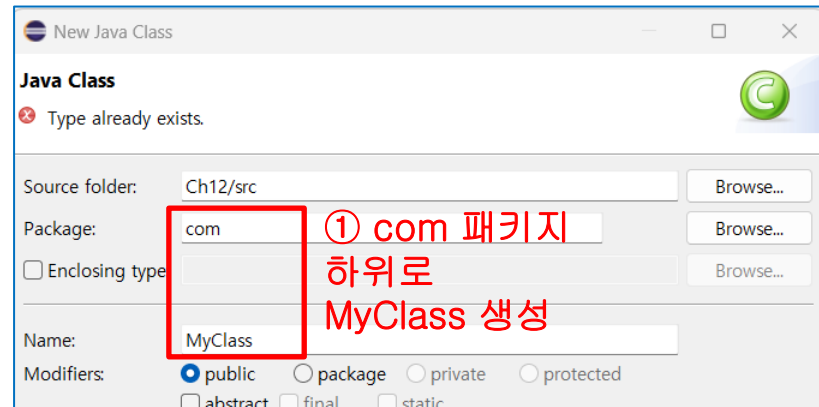 New Java Class
Java Class
Type already exists.
Source folder: Ch12/src Browse...
Package: com Browse...
① com 패키지
하위로
MyClass 생성
Enclosing type Browse...
Name: MyClass
Modifiers: public package private protected
abstract final static